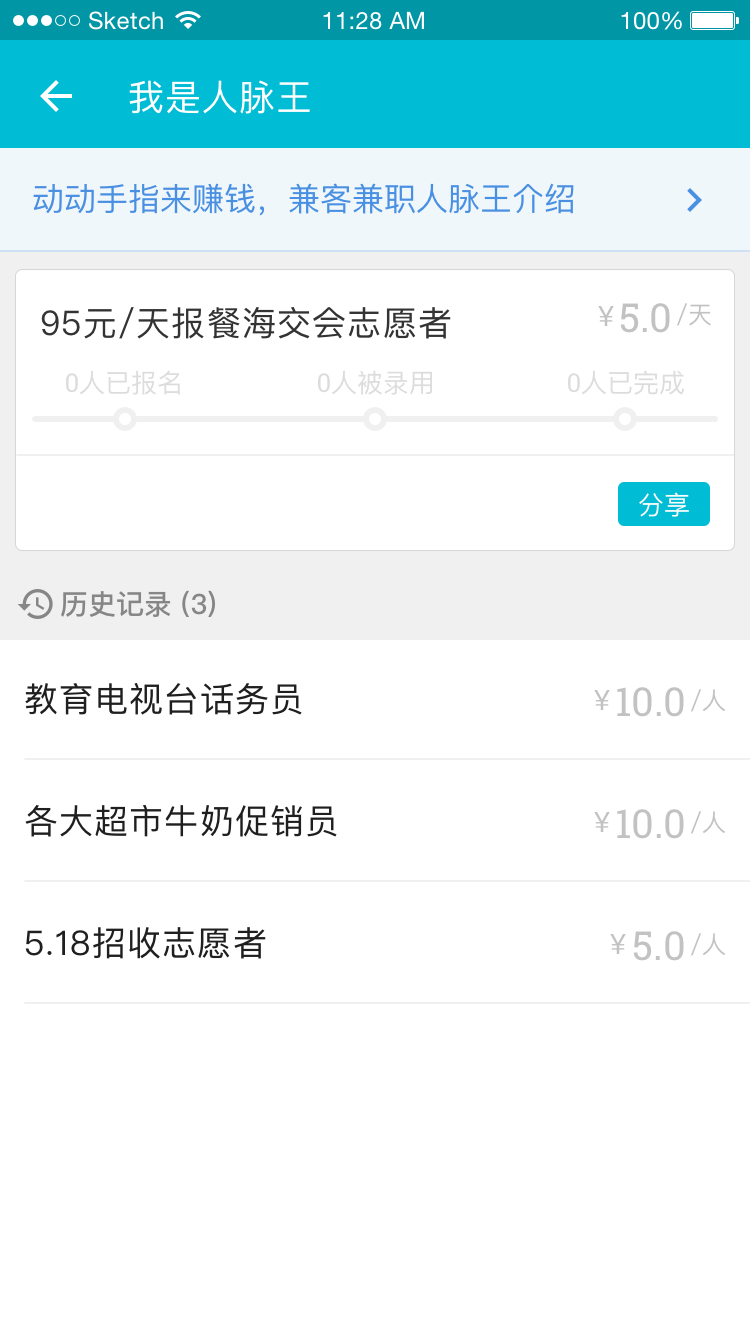 Sketch 11:28 AM 100%
我是人脉王
动动手指来赚钱，兼客兼职人脉王介绍
95元/天报餐海交会志愿者 ¥5.0/天
0人已报名 0人被录用 0人已完成
分享
历史记录 (3)
教育电视台话务员 ¥10.0/人
各大超市牛奶促销员 ¥10.0/人
5.18招收志愿者 ¥5.0/人